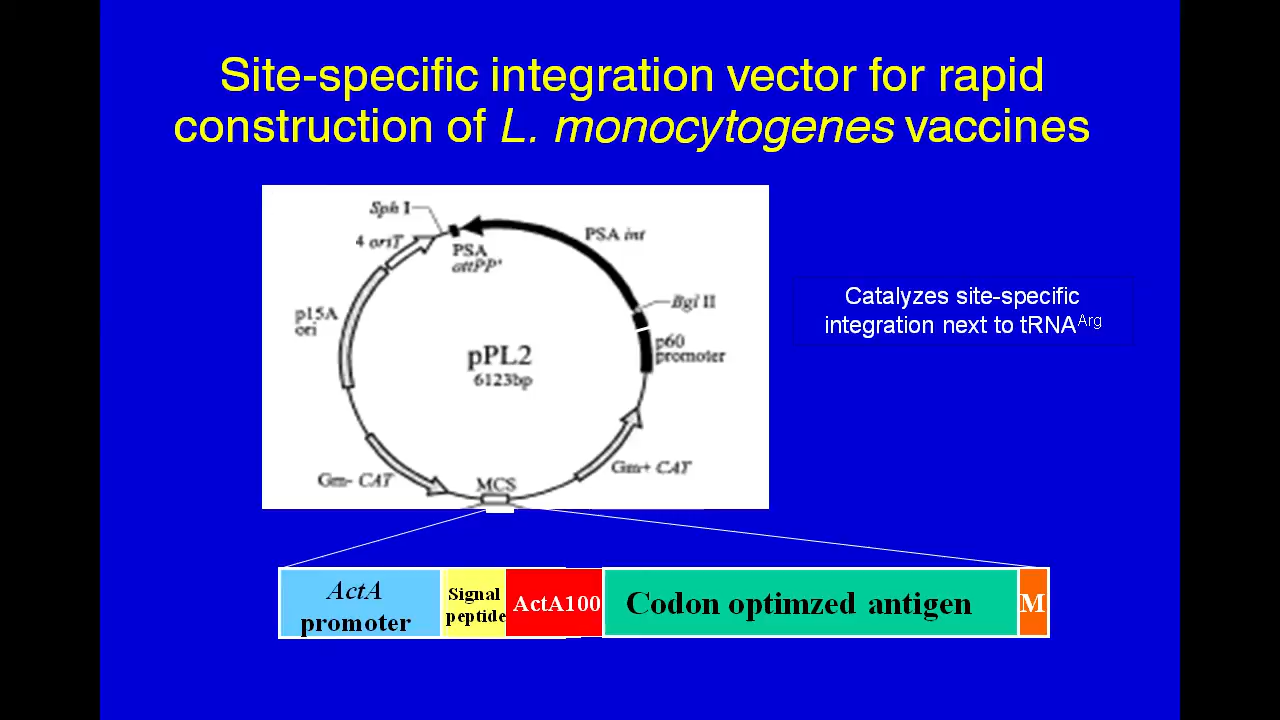 Site-specific integration vector for rapid
construction of L. monocytogenes vaccines
Sph I
4 oriT
PSA
attPP'
PSA int
Bgl II
p15A
ori
p60
promoter
pPL2
6123bp
Gm- CAT
MCS
Gm+ CAT
Catalyzes site-specific
integration next to tRNAArg
ActA
promoter
Signal
peptide
ActA100
Codon optimzed antigen
M